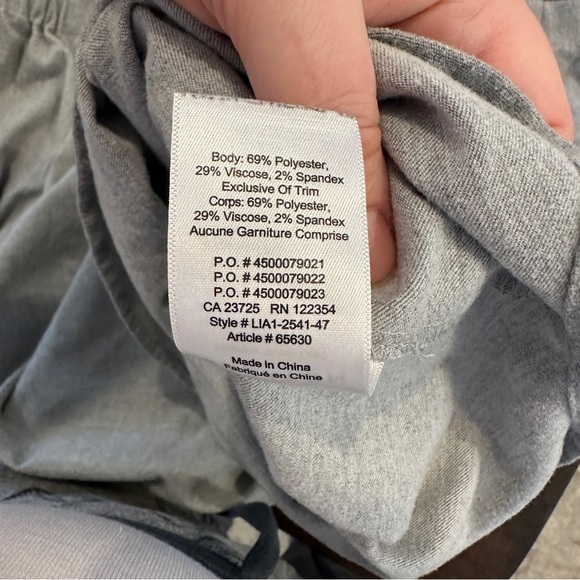 Body: 69% Polyester,
29% Viscose, 2% Spandex
Exclusive Of Trim
Corps: 69% Polyester,
29% Viscose, 2% Spandex
Aucune Garniture Comprise
P.O. # 4500079021
P.O. # 4500079022
P.O. # 4500079023
CA 23725 RN 122354
Style # LIA1-2541-47
Article # 65630
Made in China
Fabriqué en Chine